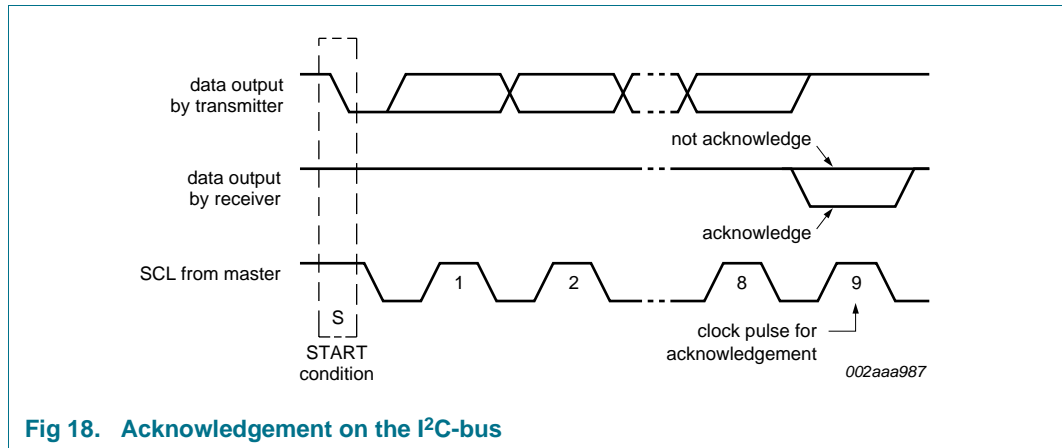 data output
by transmitter
not acknowledge
data output
by receiver
acknowledge
SCL from master
1
2
8
9
S
START
condition
clock pulse for
acknowledgement
002aaa987
Fig 18. Acknowledgement on the I²C-bus